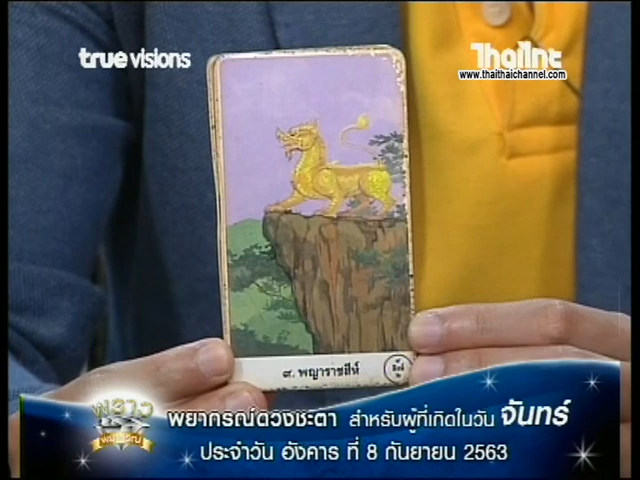 truevisions
ThaiThai
www.thaithaichannel.com
๙. พญาราชสีห์
พยากรณ์ดวงชะตา สำหรับผู้ที่เกิดในวัน จันทร์
ประจำวัน อังคาร ที่ 8 กันยายน 2563